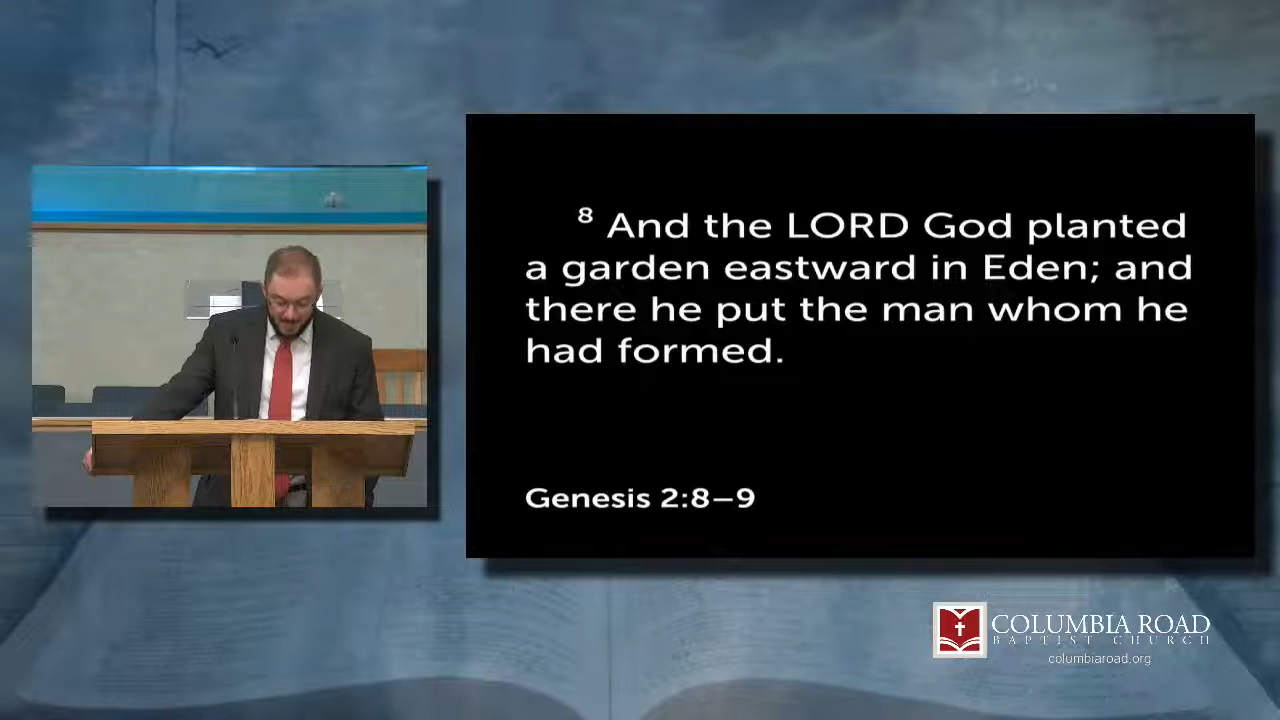 ⁸ And the LORD God planted
a garden eastward in Eden; and
there he put the man whom he
had formed.
Genesis 2:8–9
COLUMBIA ROAD
BAPTIST CHURCH
columbiaroad.org